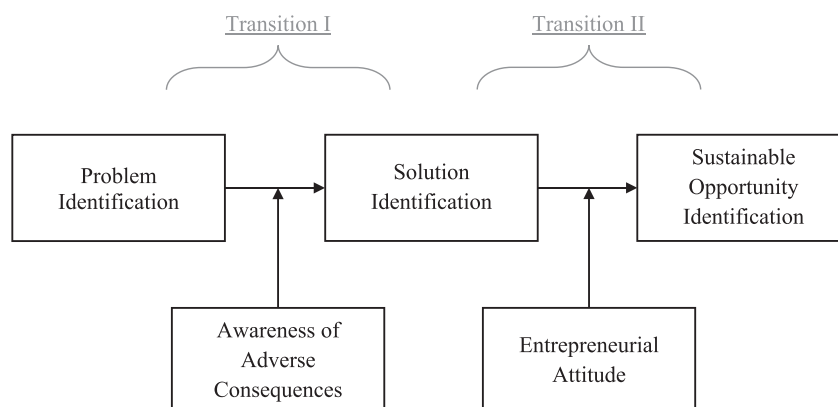 Transition I
Transition II
Problem
Identification
Solution
Identification
Sustainable
Opportunity
Identification
Awareness of
Adverse
Consequences
Entrepreneurial
Attitude